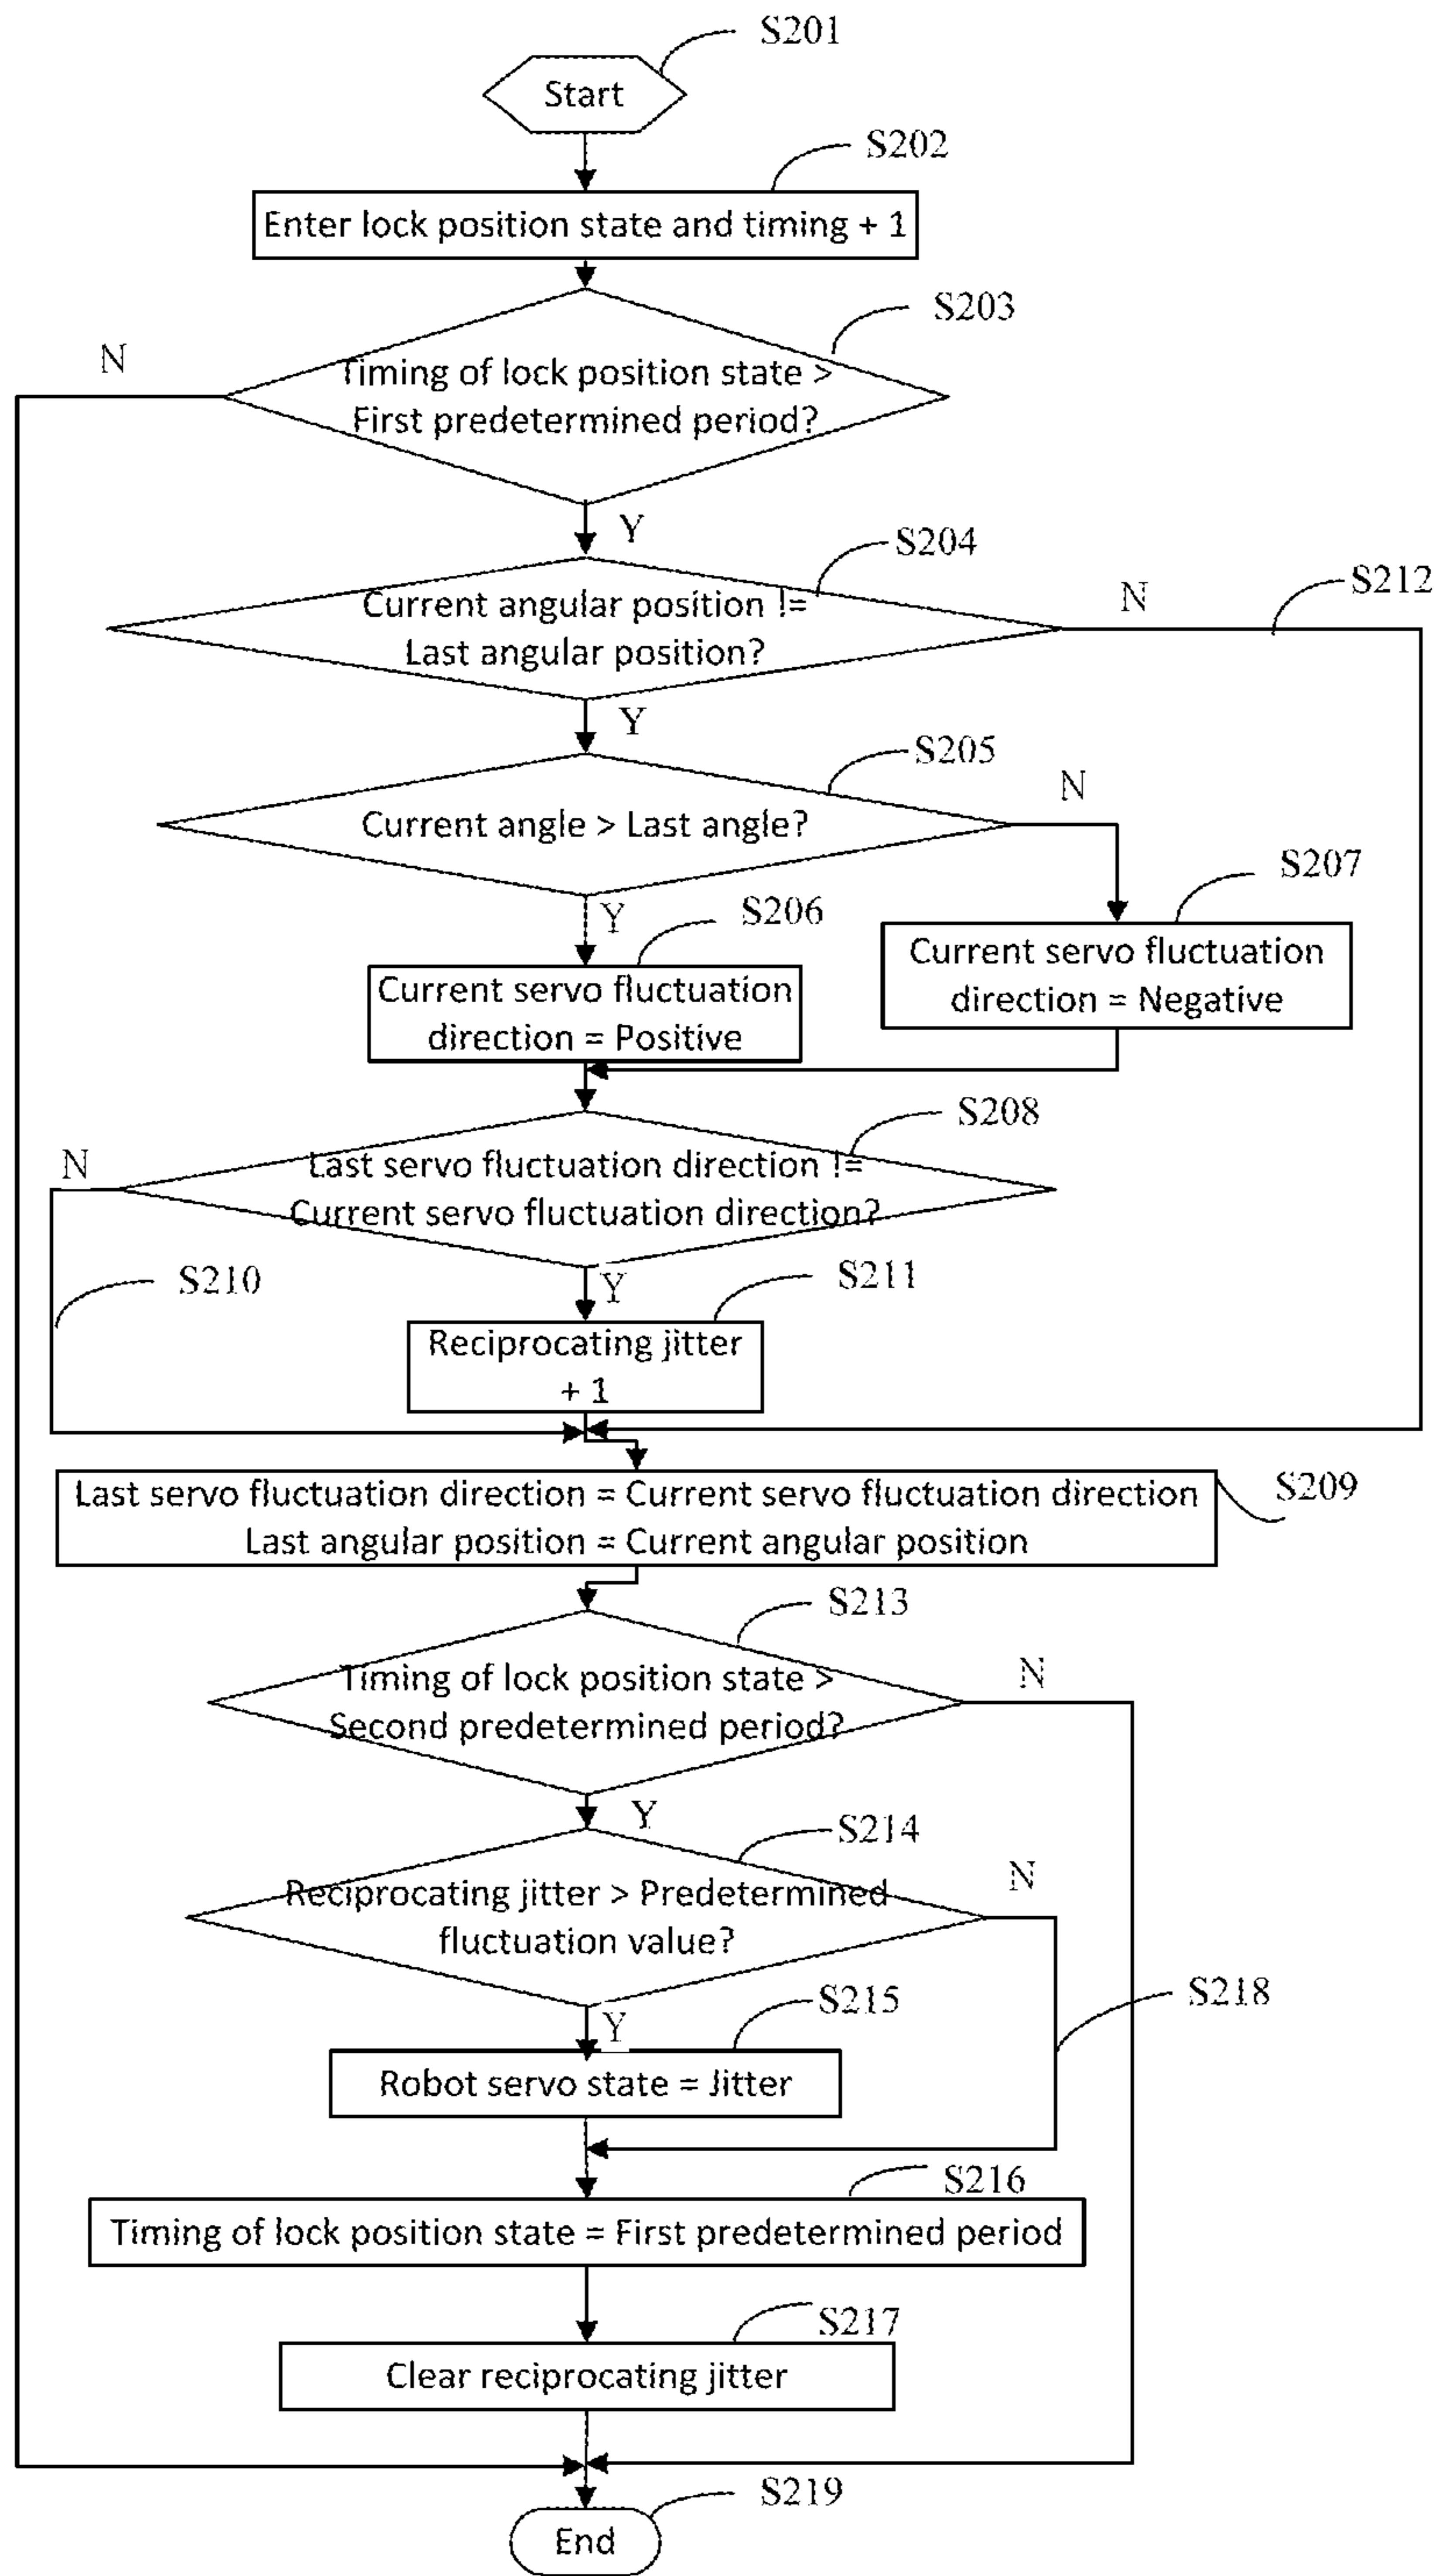 S201
Start
S202
Enter lock position state and timing + 1
S203
N
Timing of lock position state >
First predetermined period?
Y
S204
S212
N
Current angular position !=
Last angular position?
Y
S205
N
Current angle > Last angle?
S207
Y
S206
Current servo fluctuation
direction = Negative
Current servo fluctuation
direction = Positive
S208
N
Last servo fluctuation direction !=
Current servo fluctuation direction?
S210
Y
S211
Reciprocating jitter
+ 1
S209
Last servo fluctuation direction = Current servo fluctuation direction
Last angular position = Current angular position
S213
N
Timing of lock position state >
Second predetermined period?
Y
S214
N
Reciprocating jitter > Predetermined
fluctuation value?
S218
S215
Y
Robot servo state = Jitter
S216
Timing of lock position state = First predetermined period
S217
Clear reciprocating jitter
S219
End